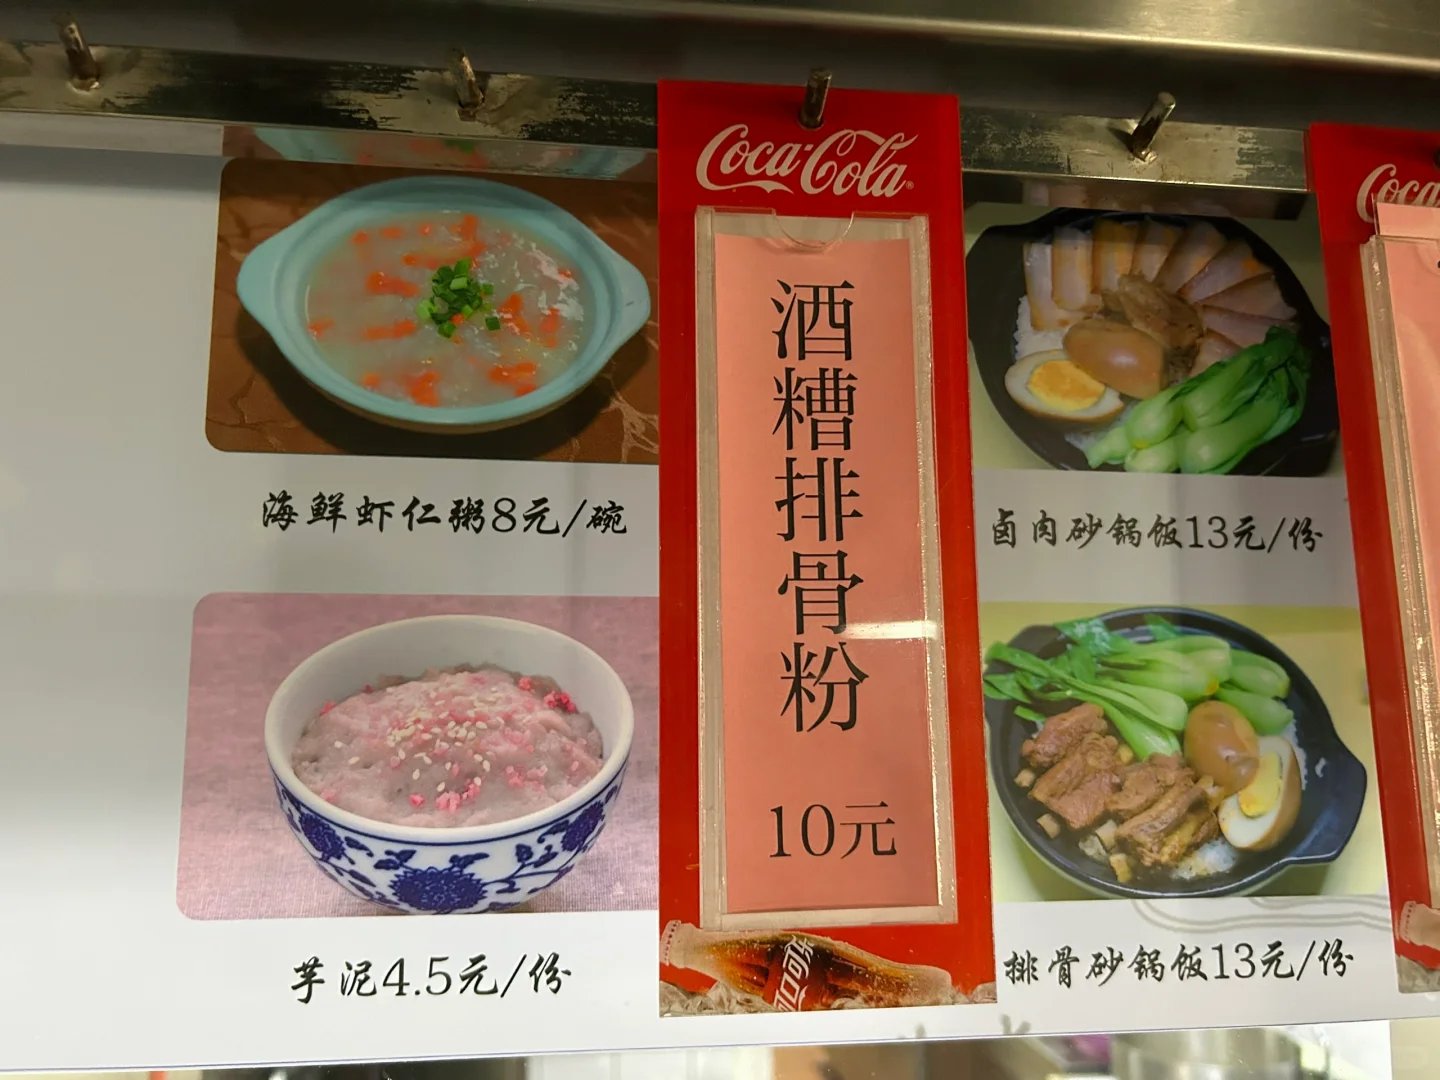 海鲜虾仁粥8元/碗
芋泥4.5元/份
Coca-Cola
酒糟排骨粉
10元
卤肉砂锅饭13元/份
排骨砂锅饭13元/份
Coca